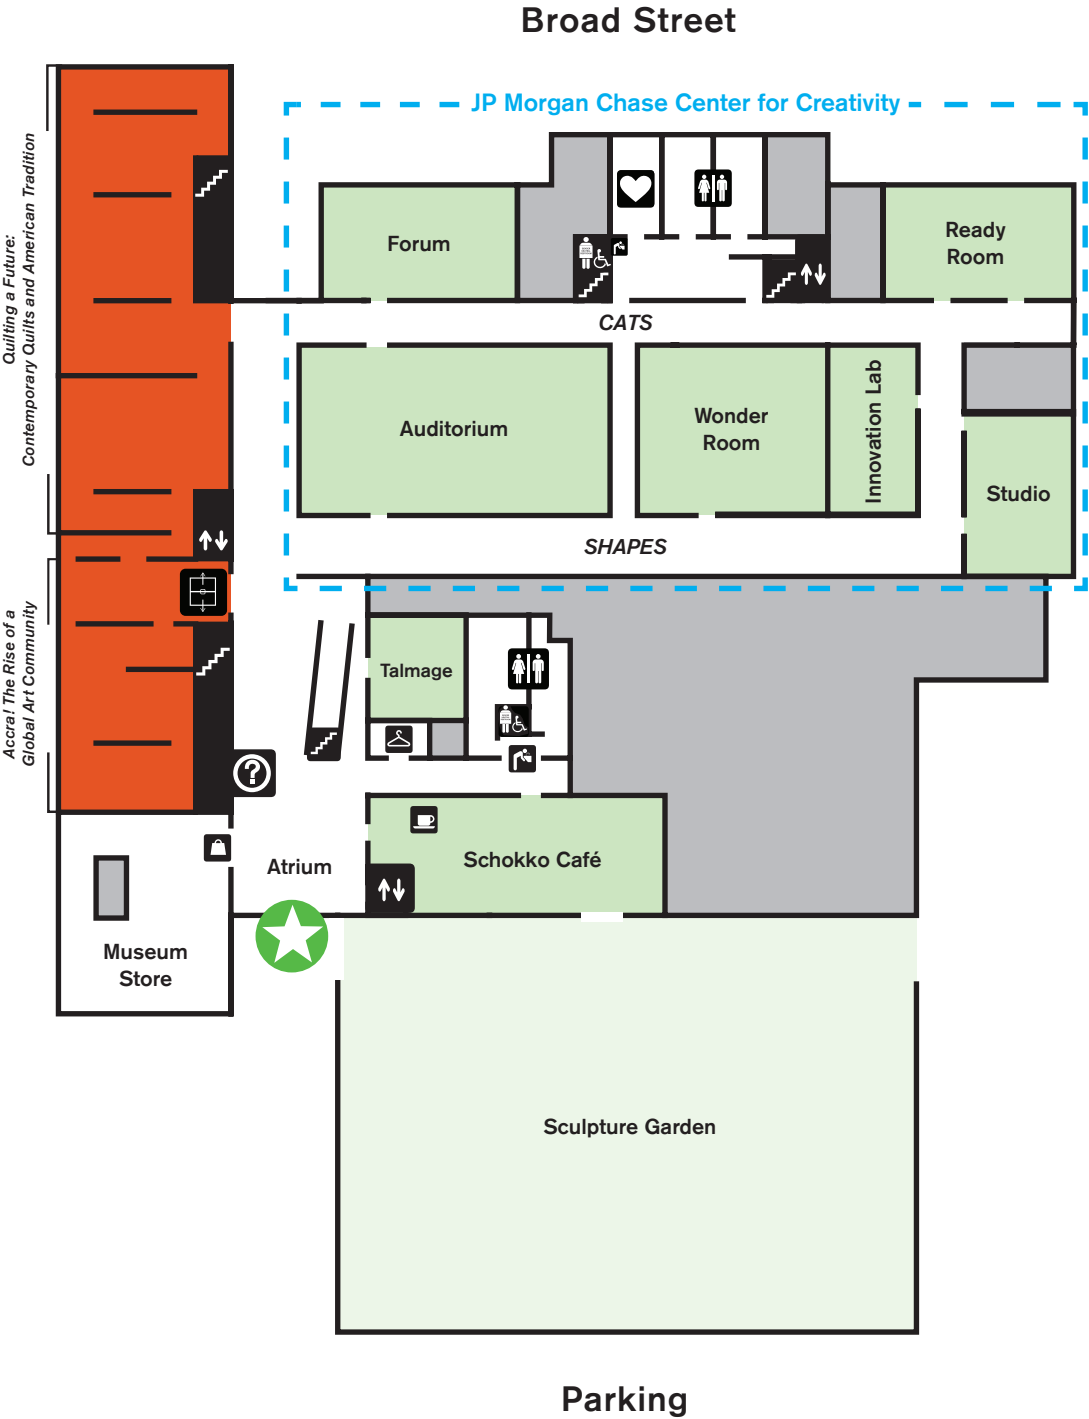 Broad Street
JP Morgan Chase Center for Creativity
Quilting a Future:
Contemporary Quilts and American Tradition
Forum
Ready
Room
CATS
Auditorium
Wonder
Room
Innovation Lab
Studio
SHAPES
Accra! The Rise of a
Global Art Community
Talmage
?
Atrium
Schokko Café
Museum
Store
Sculpture Garden
Parking